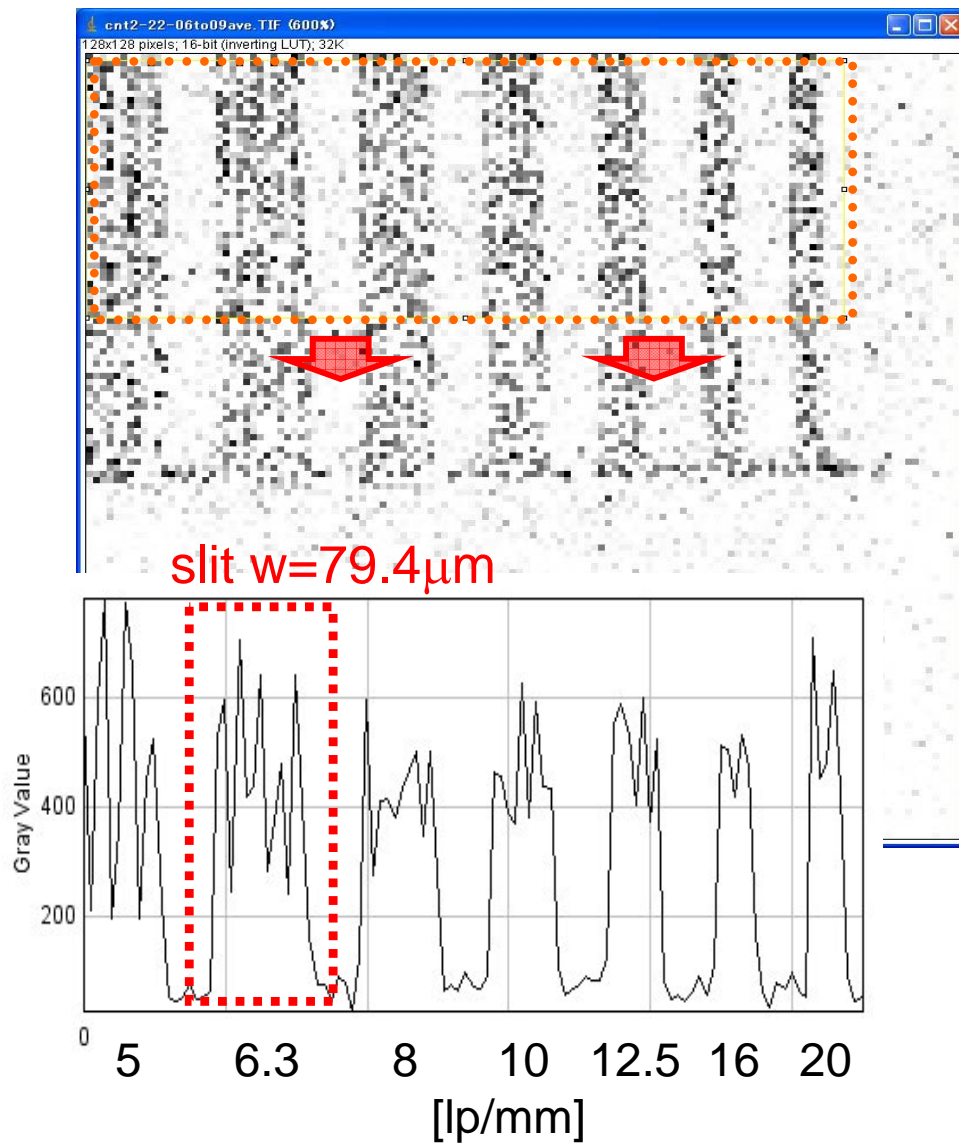 cnt2-22-06to09ave.TIF (600%)
128x128 pixels; 16-bit (inverting LUT); 32K
slit w=79.4μm
600
400
200
0
Gray Value
5 6.3 8 10 12.5 16 20
[lp/mm]